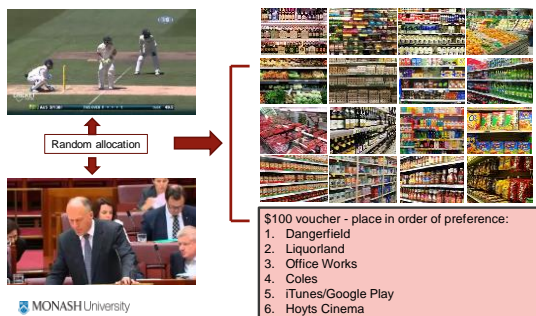 Random allocation
$100 voucher - place in order of preference:
1. Dangerfield
2. Liquorland
3. Office Works
4. Coles
5. iTunes/Google Play
6. Hoyts Cinema
MONASH University